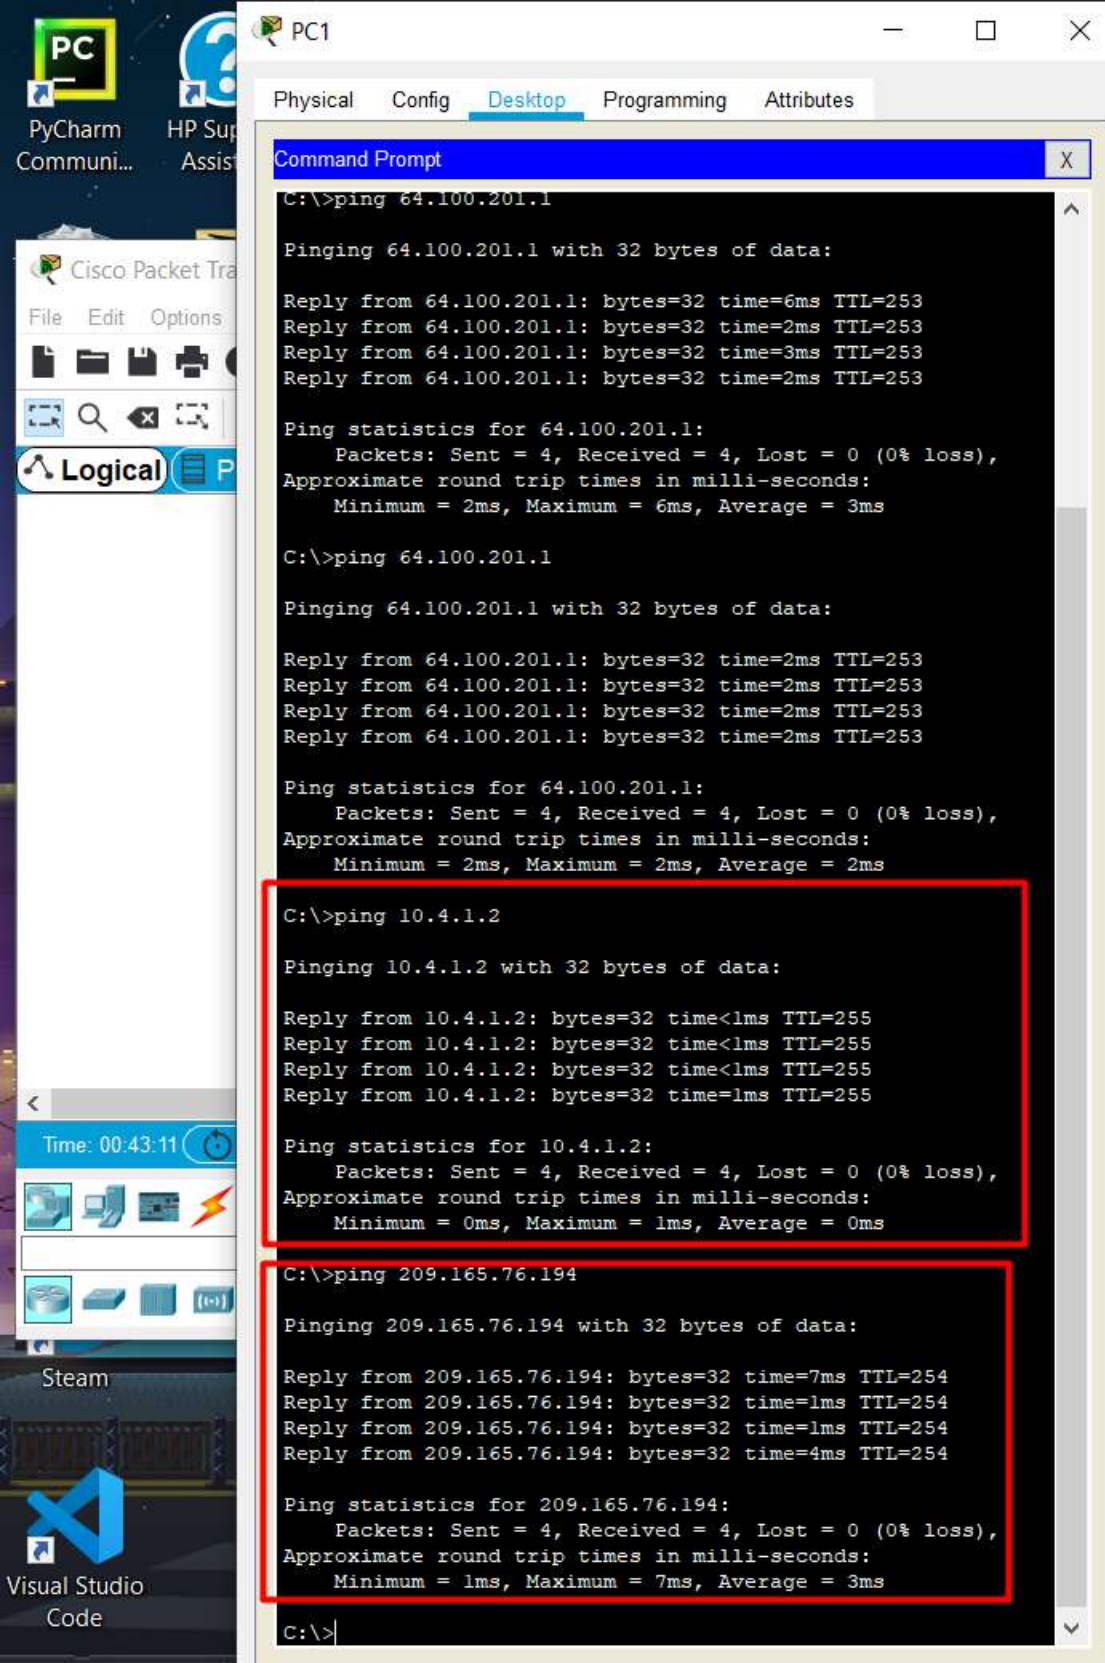 PC
PyCharm
Communi...
HP Sup
Assist
PC1
Physical
Config
Desktop
Programming
Attributes
Command Prompt
X
C:\>ping 64.100.201.1
Pinging 64.100.201.1 with 32 bytes of data:
Reply from 64.100.201.1: bytes=32 time=6ms TTL=253
Reply from 64.100.201.1: bytes=32 time=2ms TTL=253
Reply from 64.100.201.1: bytes=32 time=3ms TTL=253
Reply from 64.100.201.1: bytes=32 time=2ms TTL=253
Ping statistics for 64.100.201.1:
Packets: Sent = 4, Received = 4, Lost = 0 (0% loss),
Approximate round trip times in milli-seconds:
Minimum = 2ms, Maximum = 6ms, Average = 3ms
C:\>ping 64.100.201.1
Pinging 64.100.201.1 with 32 bytes of data:
Reply from 64.100.201.1: bytes=32 time=2ms TTL=253
Reply from 64.100.201.1: bytes=32 time=2ms TTL=253
Reply from 64.100.201.1: bytes=32 time=2ms TTL=253
Reply from 64.100.201.1: bytes=32 time=2ms TTL=253
Ping statistics for 64.100.201.1:
Packets: Sent = 4, Received = 4, Lost = 0 (0% loss),
Approximate round trip times in milli-seconds:
Minimum = 2ms, Maximum = 2ms, Average = 2ms
C:\>ping 10.4.1.2
Pinging 10.4.1.2 with 32 bytes of data:
Reply from 10.4.1.2: bytes=32 time<1ms TTL=255
Reply from 10.4.1.2: bytes=32 time<1ms TTL=255
Reply from 10.4.1.2: bytes=32 time<1ms TTL=255
Reply from 10.4.1.2: bytes=32 time=1ms TTL=255
Ping statistics for 10.4.1.2:
Packets: Sent = 4, Received = 4, Lost = 0 (0% loss),
Approximate round trip times in milli-seconds:
Minimum = 0ms, Maximum = 1ms, Average = 0ms
C:\>ping 209.165.76.194
Pinging 209.165.76.194 with 32 bytes of data:
Reply from 209.165.76.194: bytes=32 time=7ms TTL=254
Reply from 209.165.76.194: bytes=32 time=1ms TTL=254
Reply from 209.165.76.194: bytes=32 time=1ms TTL=254
Reply from 209.165.76.194: bytes=32 time=4ms TTL=254
Ping statistics for 209.165.76.194:
Packets: Sent = 4, Received = 4, Lost = 0 (0% loss),
Approximate round trip times in milli-seconds:
Minimum = 1ms, Maximum = 7ms, Average = 3ms
C:\>
Cisco Packet Tra
File Edit Options
Logical
P
Time: 00:43:11
Steam
Visual Studio
Code